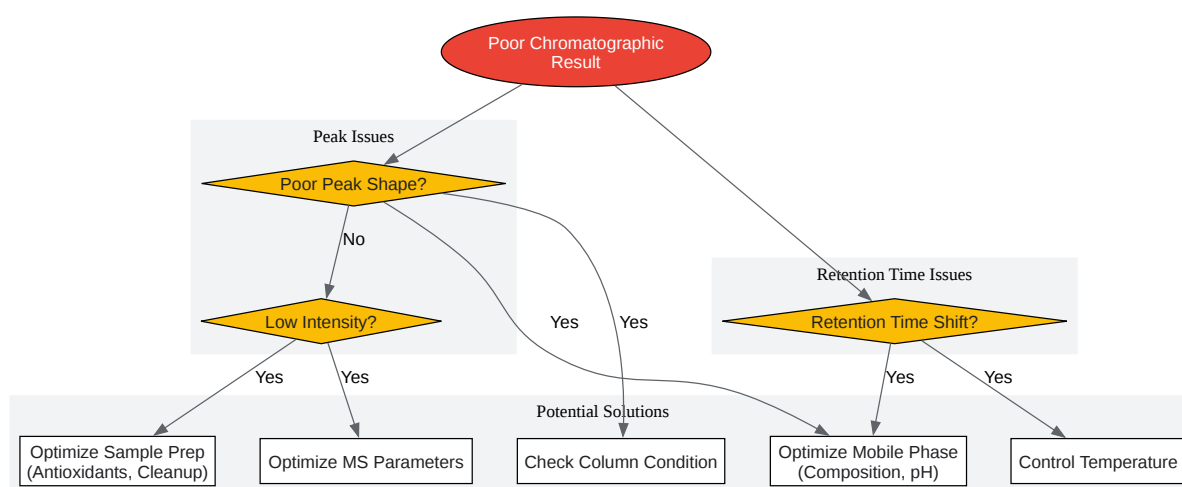 Poor Chromatographic
Result
Peak Issues
Poor Peak Shape?
No
Retention Time Issues
Low Intensity?
Yes
Yes
Retention Time Shift?
Yes
Yes
Yes
Yes
Potential Solutions
Optimize Sample Prep
(Antioxidants, Cleanup)
Optimize MS Parameters
Check Column Condition
Optimize Mobile Phase
(Composition, pH)
Control Temperature